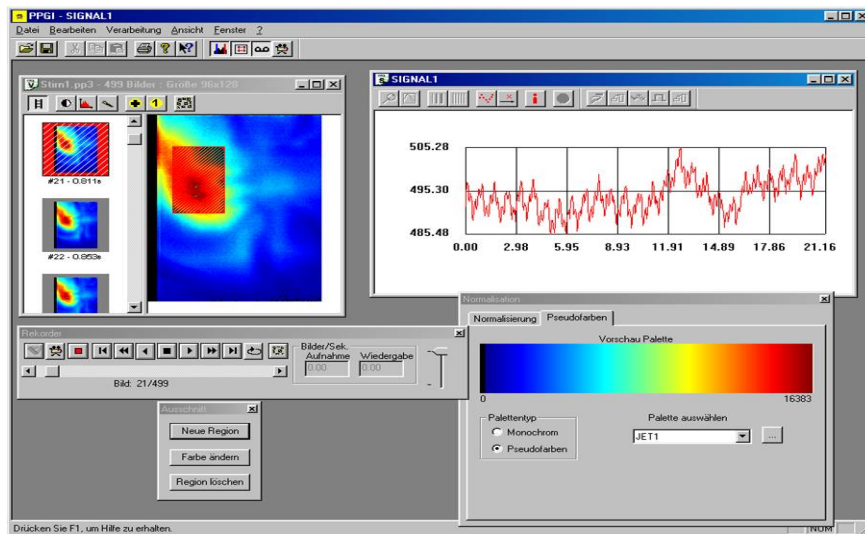 PPGI - SIGNAL1
Datei Bearbeiten Verarbeitung Ansicht Fenster ?
Stirn1.pp3 - 499 Bilder : Größe 96x128
1
#21 - 0.811s
#22 - 0.853s
SIGNAL1
505.28
495.30
485.48
0.00 2.98 5.95 8.93 11.91 14.89 17.86 21.16
Rekorder
Bilder/Sek.
Aufnahme Wiedergabe
0.00 0.00
Bild: 21/499
Ausschnitt
Neue Region
Farbe ändern
Region löschen
Normalisation
Normalisierung Pseudofarben
Vorschau Palette
0 16383
Palettentyp
Monochrom
Pseudofarben
Palette auswählen
JET1
...
Drücken Sie F1, um Hilfe zu erhalten.
NUM